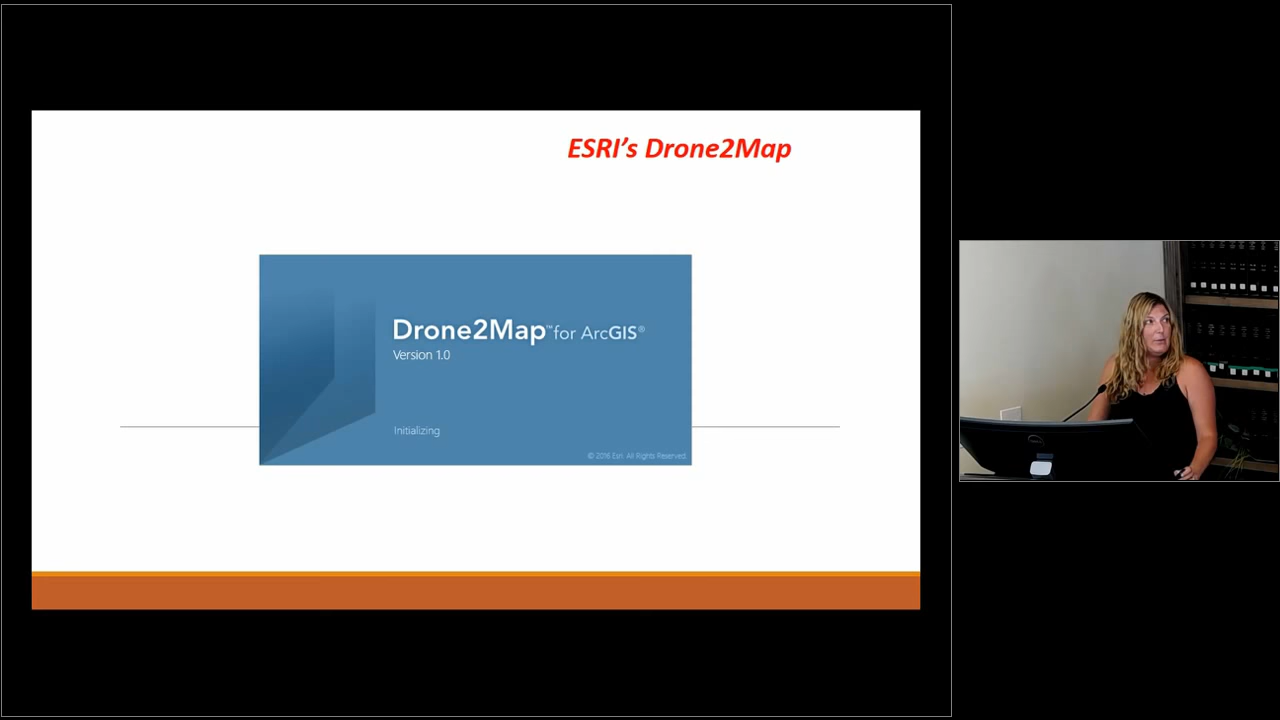 ESRI's Drone2Map
Drone2Map™ for ArcGIS®
Version 1.0
Initializing
© 2016 Esri. All Rights Reserved.